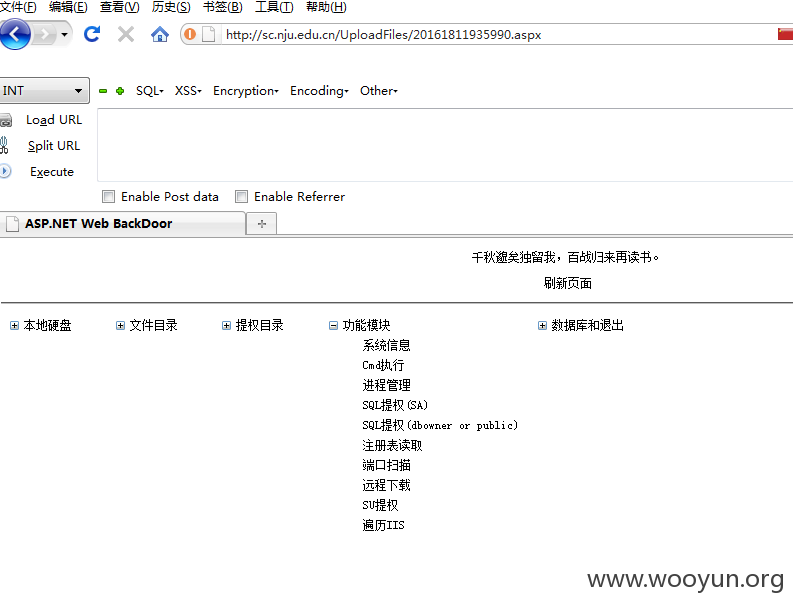 文件(F) 编辑(E) 查看(V) 历史(S) 书签(B) 工具(T) 帮助(H)
http://sc.nju.edu.cn/UploadFiles/20161811935990.aspx
INT SQL XSS Encryption Encoding Other
Load URL
Split URL
Execute
Enable Post data Enable Referrer
ASP.NET Web BackDoor
千秋邈矣独留我，百战归来再读书。
刷新页面
本地硬盘 文件目录 提权目录 功能模块 数据库和退出
系统信息
Cmd执行
进程管理
SQL提权(SA)
SQL提权(dbowner or public)
注册表读取
端口扫描
远程下载
SU提权
遍历IIS
www.wooyun.org